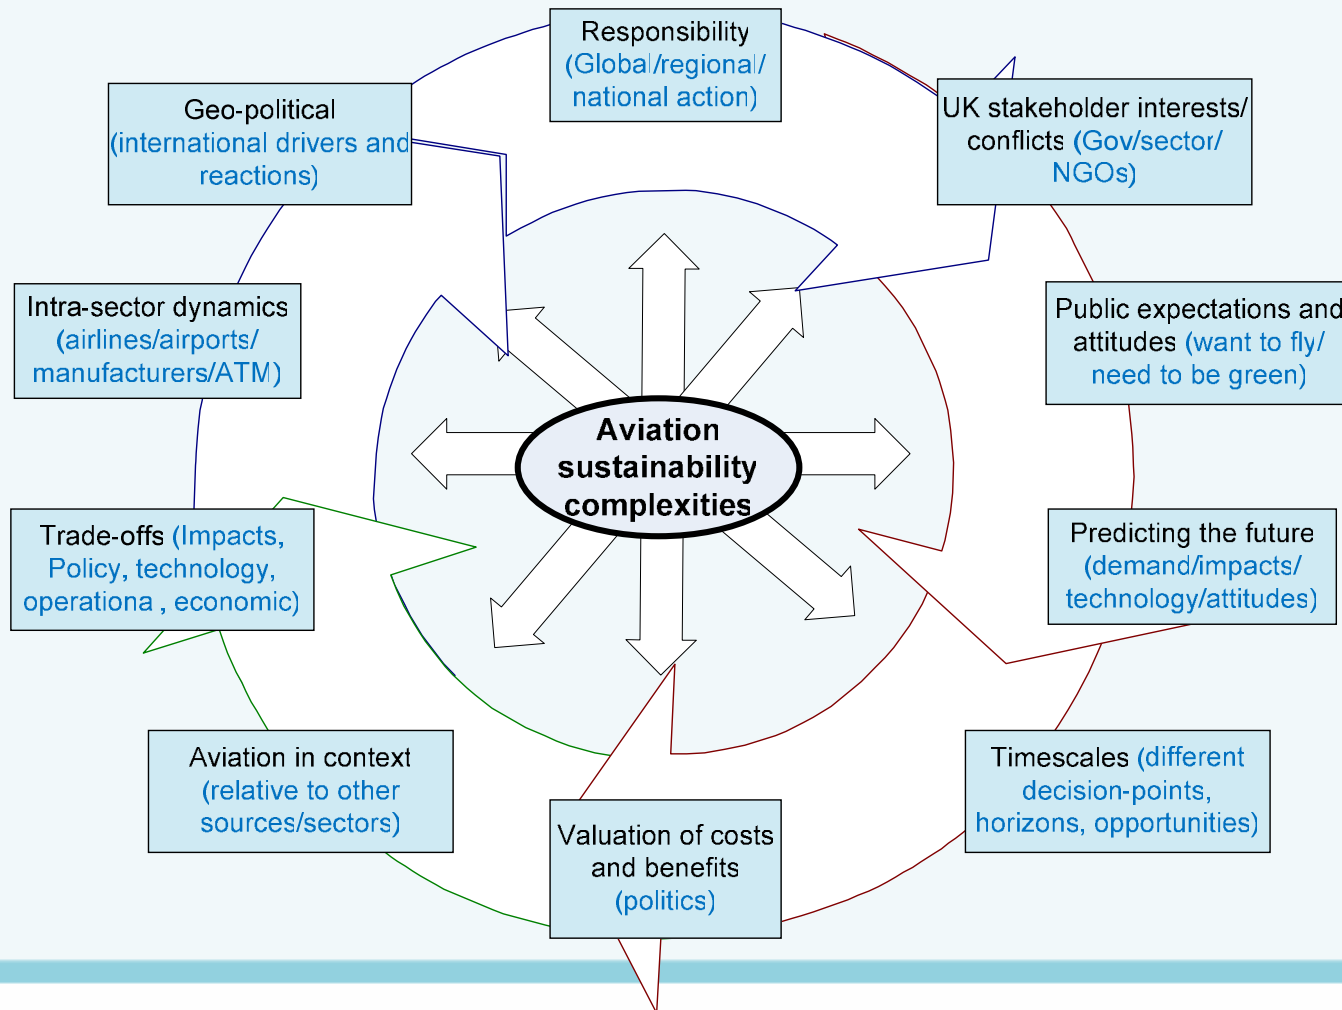 Responsibility
(Global/regional/
national action)
Geo-political
(international drivers and
reactions)
UK stakeholder interests/
conflicts (Gov/sector/
NGOs)
Intra-sector dynamics
(airlines/airports/
manufacturers/ATM)
Public expectations and
attitudes (want to fly/
need to be green)
Aviation
sustainability
complexities
Trade-offs (Impacts,
Policy, technology,
operationa , economic)
Predicting the future
(demand/impacts/
technology/attitudes)
Aviation in context
(relative to other
sources/sectors)
Timescales (different
decision-points,
horizons, opportunities)
Valuation of costs
and benefits
(politics)